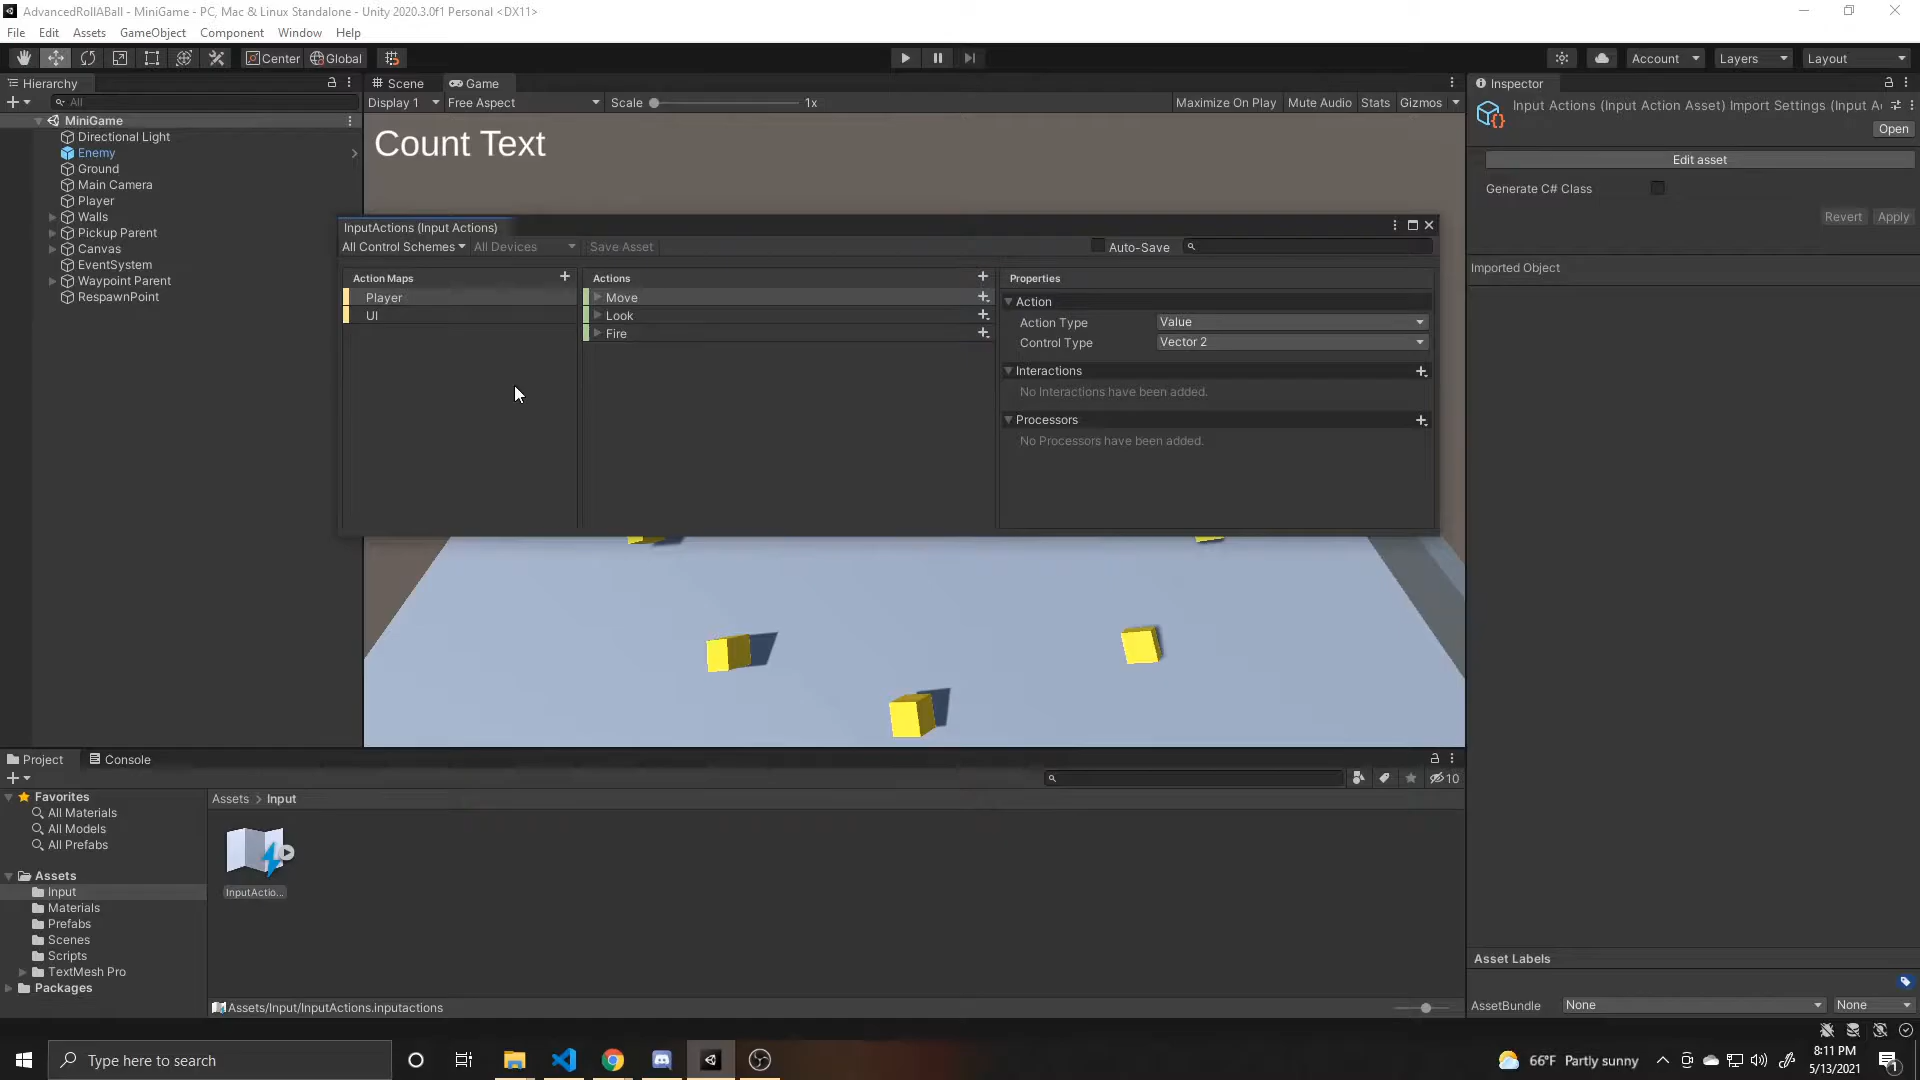 AdvancedRollABall - MiniGame - PC, Mac & Linux Standalone - Unity 2020.3.0f1 Personal <DX11>
File Edit Assets GameObject Component Window Help
Center Global Account Layers Layout
Hierarchy
All
MiniGame
Directional Light
Enemy
Ground
Main Camera
Player
Walls
Pickup Parent
Canvas
EventSystem
Waypoint Parent
RespawnPoint
Scene Game
Display 1 Free Aspect Scale 1x Maximize On Play Mute Audio Stats Gizmos
Count Text
InputActions (Input Actions)
All Control Schemes All Devices Save Asset Auto-Save
Action Maps
Player
UI
Actions
Move
Look
Fire
Properties
Action
Action Type Value
Control Type Vector 2
Interactions
No Interactions have been added.
Processors
No Processors have been added.
Inspector
Input Actions (Input Action Asset) Import Settings (Input A
Open
Edit asset
Generate C# Class
Revert Apply
Imported Object
Asset Labels
AssetBundle None None
Project Console
10
Favorites
All Materials
All Models
All Prefabs
Assets
Input
Materials
Prefabs
Scenes
Scripts
TextMesh Pro
Packages
Assets > Input
InputActio...
Assets/Input/InputActions.inputactions
Type here to search
66°F Partly sunny
8:11 PM
5/13/2021
1